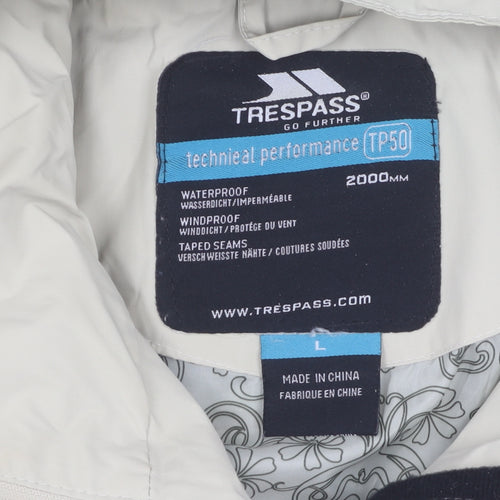 TRESPASS®
GO FURTHER
technical performance TP50
2000MM
WATERPROOF
WASSERDICHT/IMPERMÉABLE
WINDPROOF
WINDDICHT/PROTÉGE DU VENT
TAPED SEAMS
VERSCHWEISSTE NÄHTE / COUTURES SOUDÉES
WWW.TRESPASS.com
L
MADE IN CHINA
FABRIQUE EN CHINE